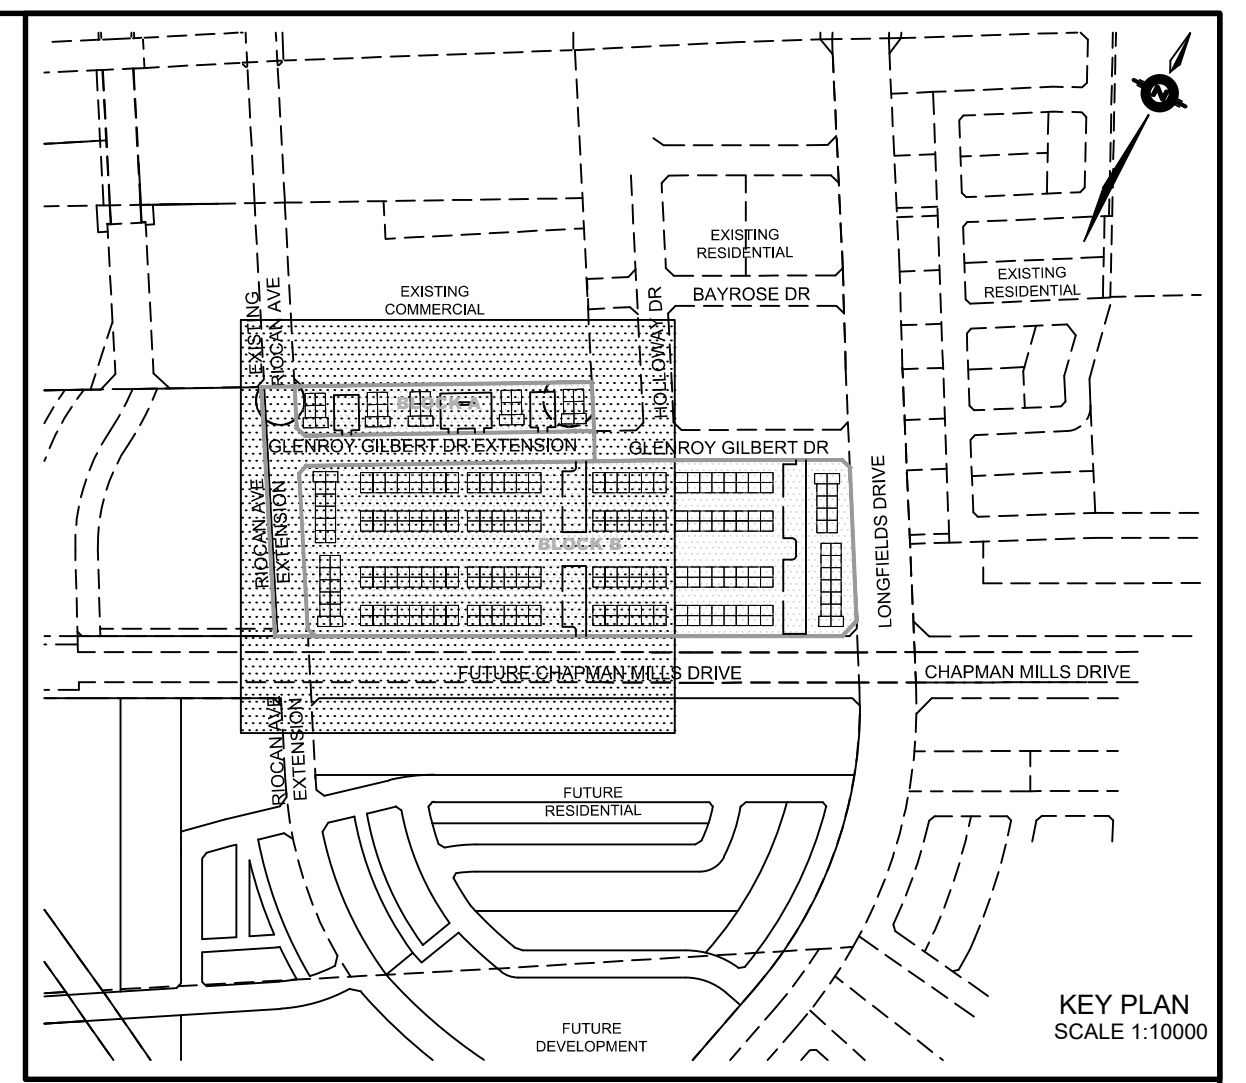 N
EXISTING
RESIDENTIAL
EXISTING
RESIDENTIAL
EXISTING
COMMERCIAL
BAYROSE DR
HOLLOWAY DR
EXISTING
RIOCAN AVE
BLOCK A
GLENROY GILBERT DR EXTENSION
GLENROY GILBERT DR
RIOCAN AVE
EXTENSION
BLOCK B
LONGFIELDS DRIVE
FUTURE CHAPMAN MILLS DRIVE
CHAPMAN MILLS DRIVE
RIOCAN AVE
EXTENSION
FUTURE
RESIDENTIAL
FUTURE
DEVELOPMENT
KEY PLAN
SCALE 1:10000